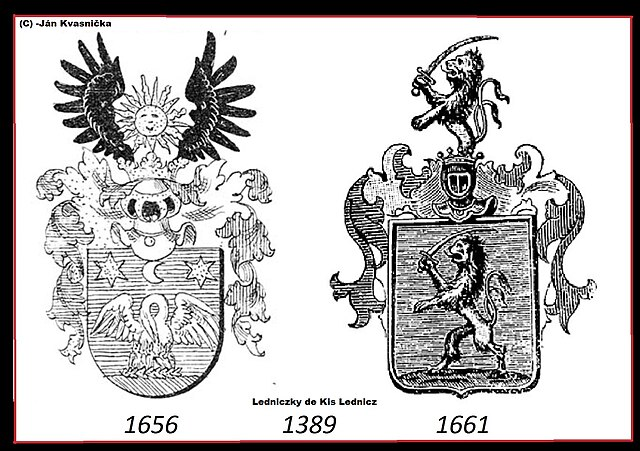 (C) -Ján Kvasnička
Ledniczky de Kis Lednicz
1656 1389 1661